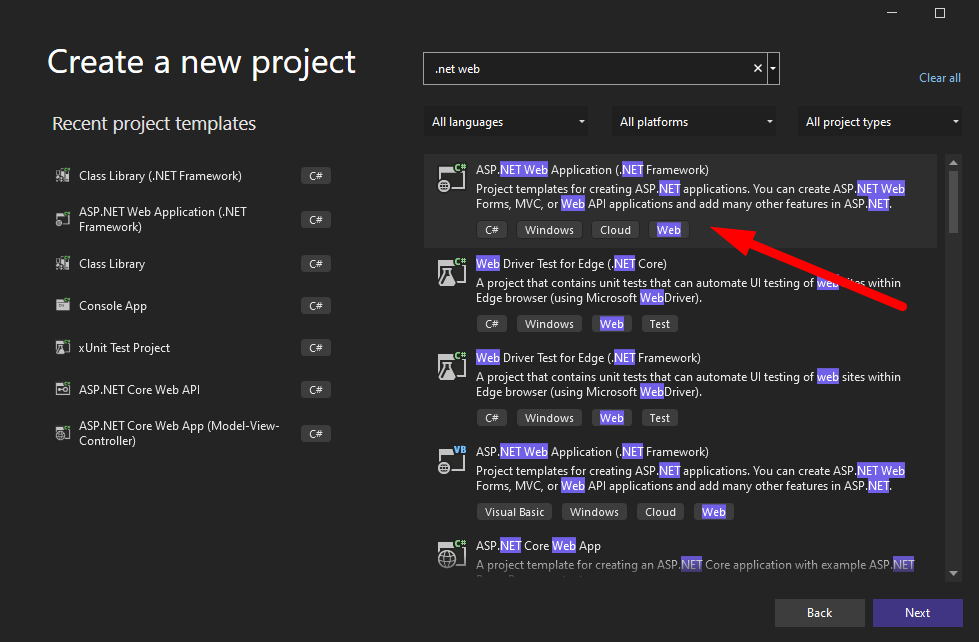 Create a new project
.net web
Clear all
Recent project templates
All languages
All platforms
All project types
Class Library (.NET Framework)
C#
ASP.NET Web Application (.NET
Framework)
C#
Class Library
C#
Console App
C#
xUnit Test Project
C#
ASP.NET Core Web API
C#
ASP.NET Core Web App (Model-View-
Controller)
C#
C#
ASP.NET Web Application (.NET Framework)
Project templates for creating ASP.NET applications. You can create ASP.NET Web
Forms, MVC, or Web API applications and add many other features in ASP.NET.
C# Windows Cloud Web
C#
Web Driver Test for Edge (.NET Core)
A project that contains unit tests that can automate UI testing of web sites within
Edge browser (using Microsoft WebDriver).
C# Windows Web Test
C#
Web Driver Test for Edge (.NET Framework)
A project that contains unit tests that can automate UI testing of web sites within
Edge browser (using Microsoft WebDriver).
C# Windows Web Test
VB
ASP.NET Web Application (.NET Framework)
Project templates for creating ASP.NET applications. You can create ASP.NET Web
Forms, MVC, or Web API applications and add many other features in ASP.NET.
Visual Basic Windows Cloud Web
C#
ASP.NET Core Web App
A project template for creating an ASP.NET Core application with example ASP.NET
Back
Next